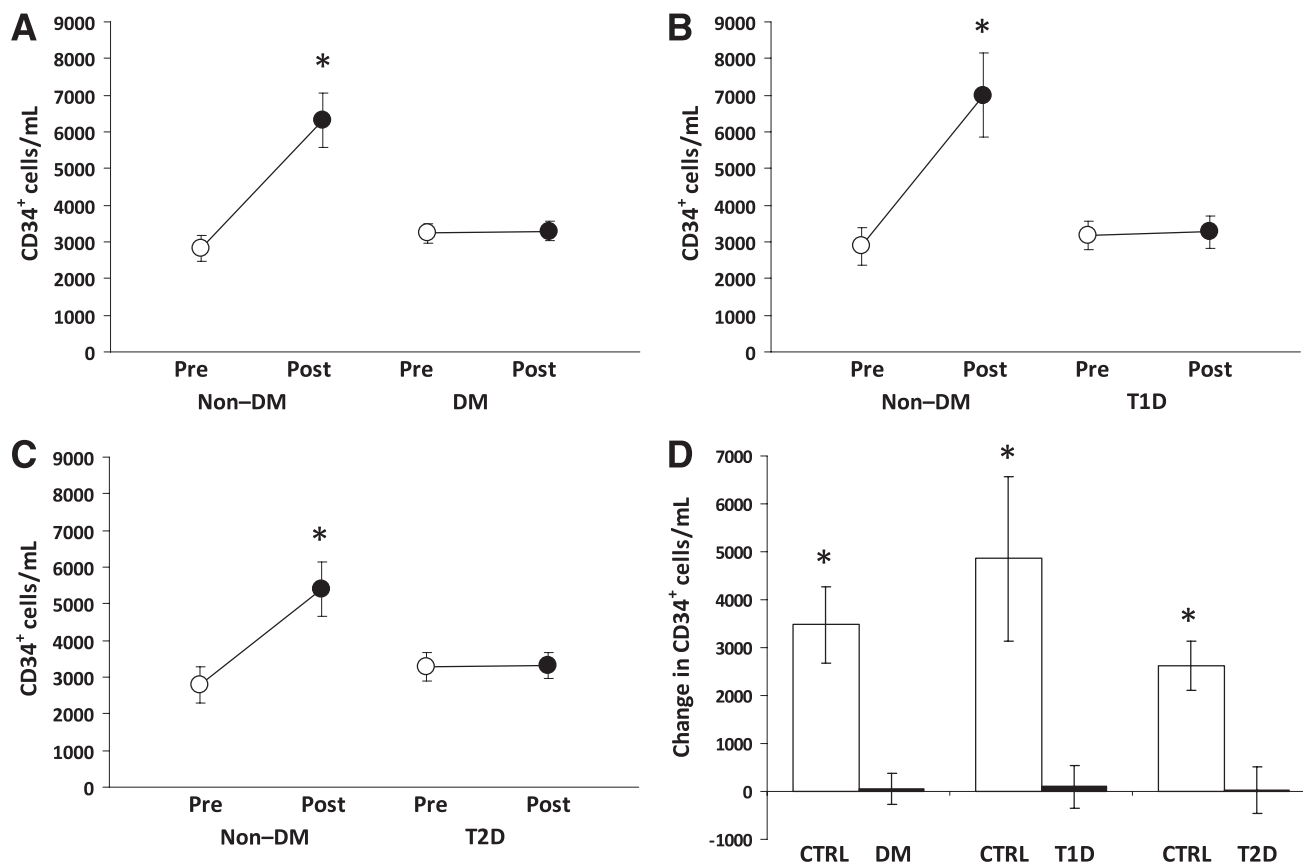 A
CD34⁺ cells/mL
9000
8000
7000
6000
5000
4000
3000
2000
1000
0
*
Pre Post Pre Post
Non–DM DM
B
CD34⁺ cells/mL
9000
8000
7000
6000
5000
4000
3000
2000
1000
0
*
Pre Post Pre Post
Non–DM T1D
C
CD34⁺ cells/mL
9000
8000
7000
6000
5000
4000
3000
2000
1000
0
*
Pre Post Pre Post
Non–DM T2D
D
Change in CD34⁺ cells/mL
7000
6000
5000
4000
3000
2000
1000
0
-1000
* * *
CTRL DM CTRL T1D CTRL T2D